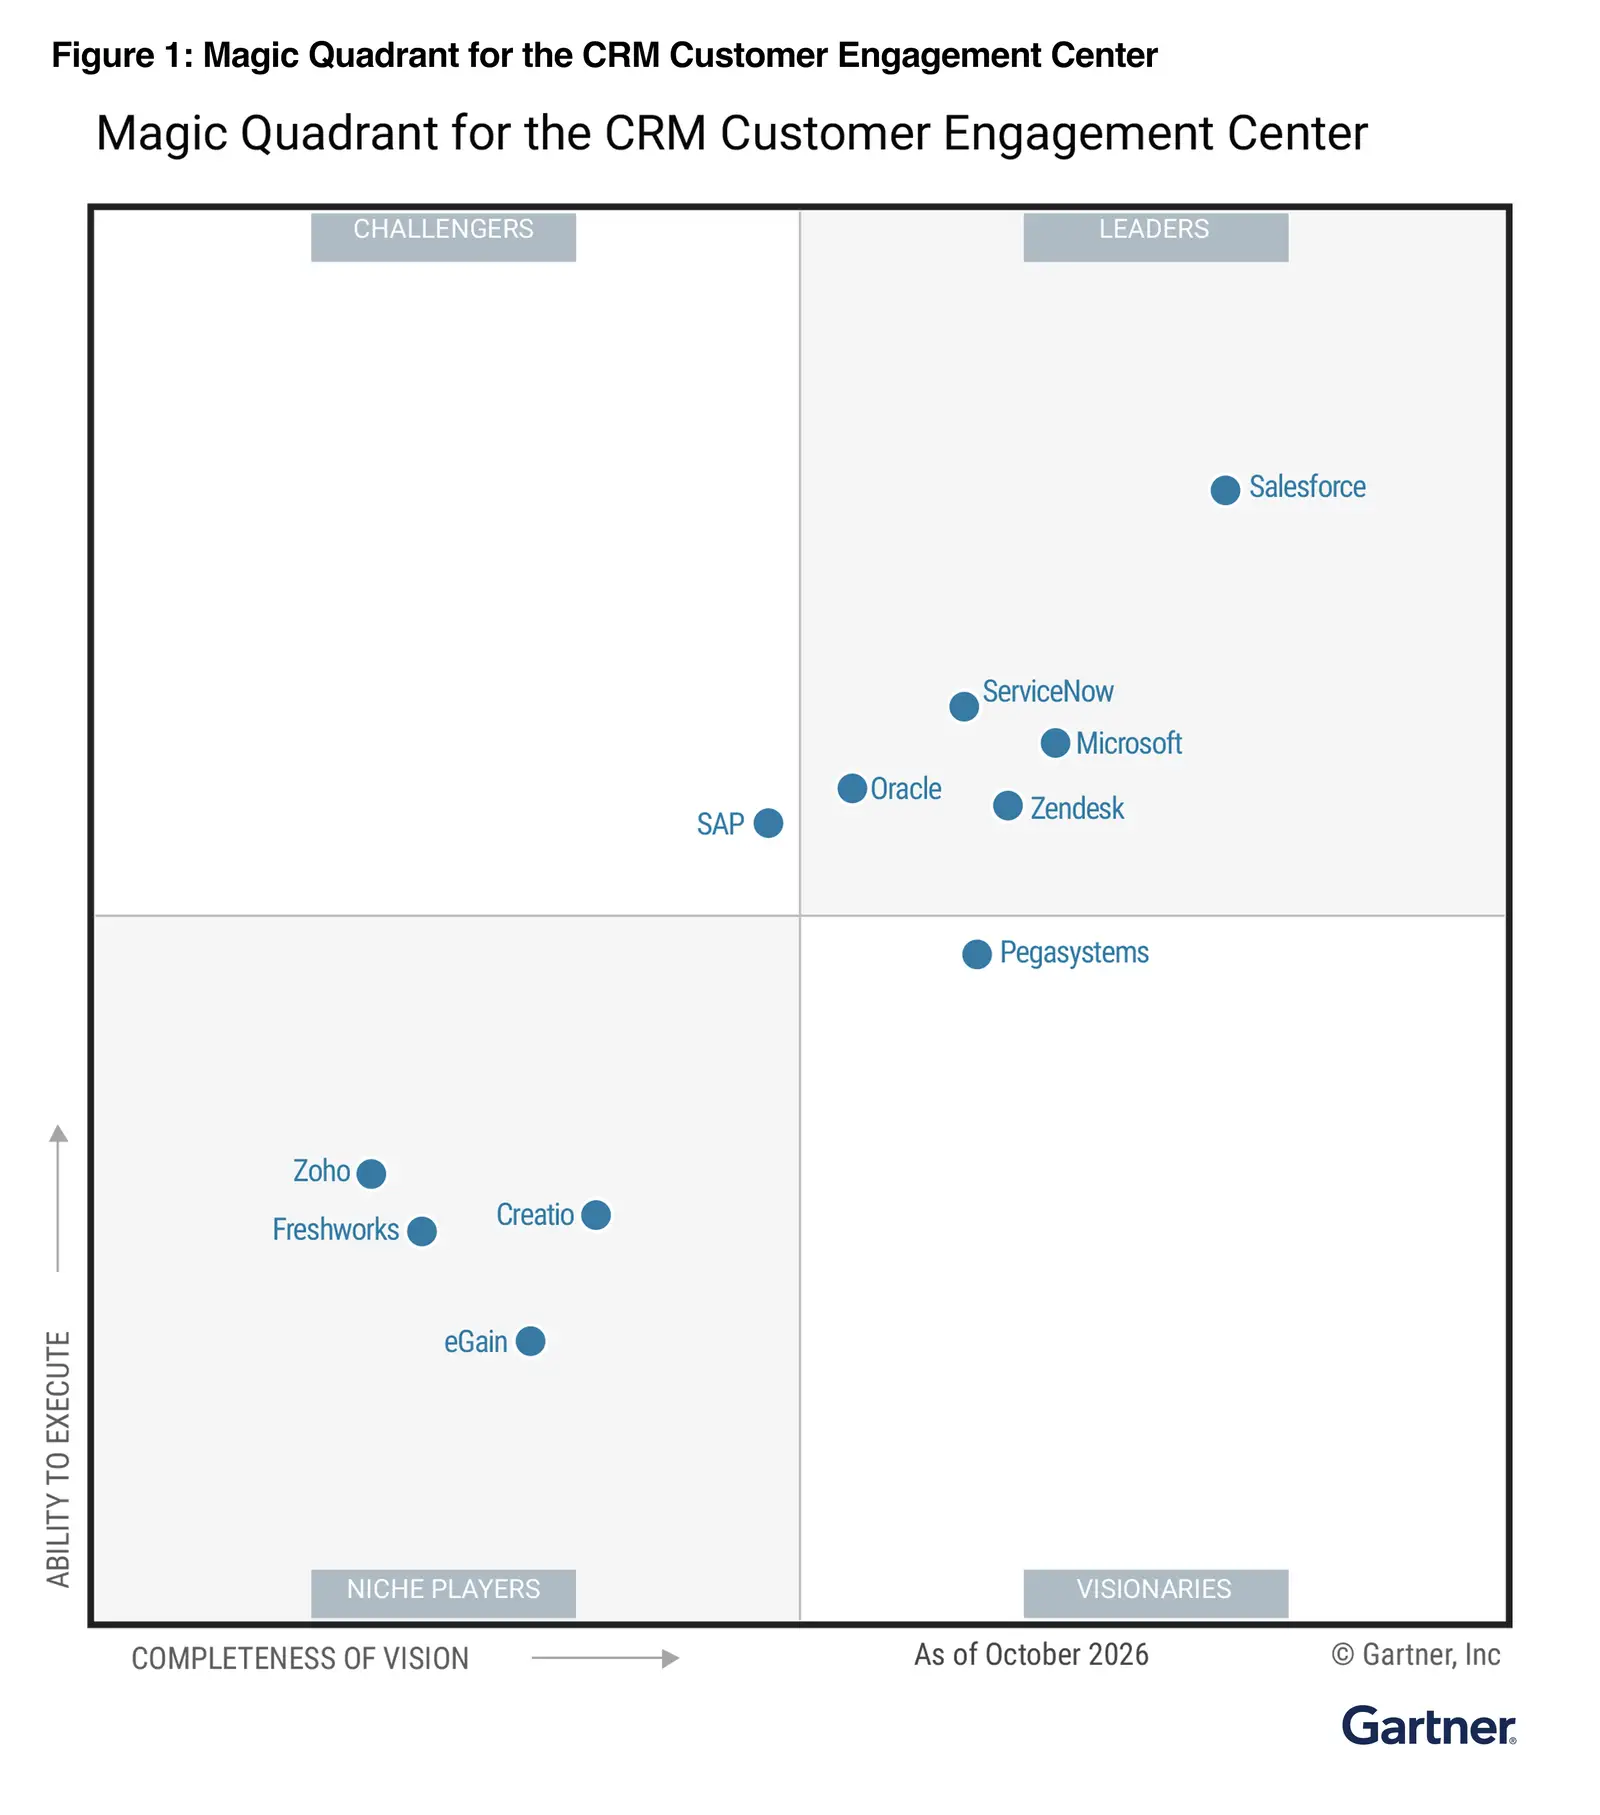 Figure 1: Magic Quadrant for the CRM Customer Engagement Center
Magic Quadrant for the CRM Customer Engagement Center
CHALLENGERS
LEADERS
Salesforce
ServiceNow
Microsoft
Oracle
Zendesk
SAP
Pegasystems
Zoho
Creatio
Freshworks
eGain
NICHE PLAYERS
VISIONARIES
ABILITY TO EXECUTE
COMPLETENESS OF VISION
As of October 2026
© Gartner, Inc
Gartner®